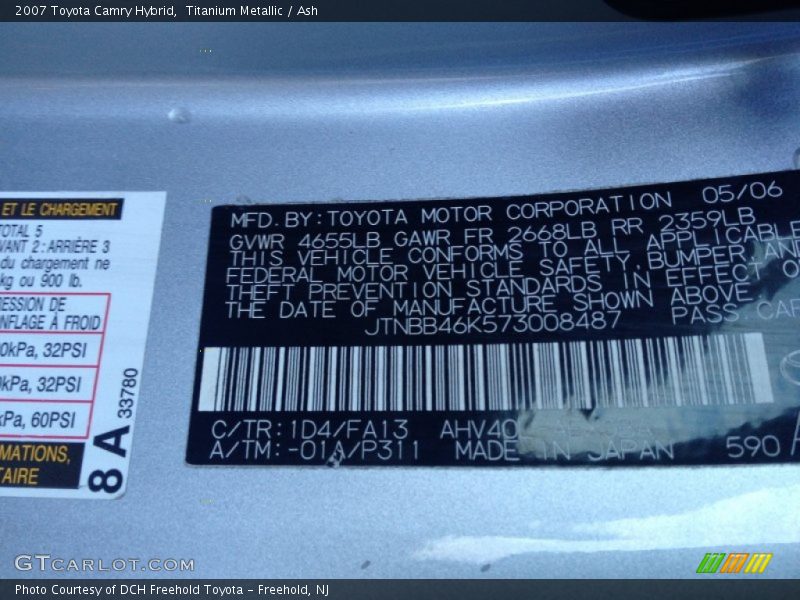 2007 Toyota Camry Hybrid, Titanium Metallic / Ash
ET LE CHARGEMENT
TOTAL 5
VANT 2: ARRIÈRE 3
du chargement ne
kg ou 900 lb.
RESSION DE
NFLAGE À FROID
0kPa, 32PSI
0kPa, 32PSI
kPa, 60PSI
MATIONS,
TAIRE
8A
33780
MFD. BY: TOYOTA MOTOR CORPORATION 05/06
GVWR 4655LB GAWR FR 2668LB RR 2359LB
THIS VEHICLE CONFORMS TO ALL APPLICABLE
FEDERAL MOTOR VEHICLE SAFETY, BUMPER AND
THEFT PREVENTION STANDARDS IN EFFECT ON
THE DATE OF MANUFACTURE SHOWN ABOVE
JTNBB46K573008487 PASS. CAR
C/TR: 1D4/FA13 AHV40
A/TM: -01A/P311 MADE IN JAPAN 590
GTCARLOT.COM
Photo Courtesy of DCH Freehold Toyota - Freehold, NJ